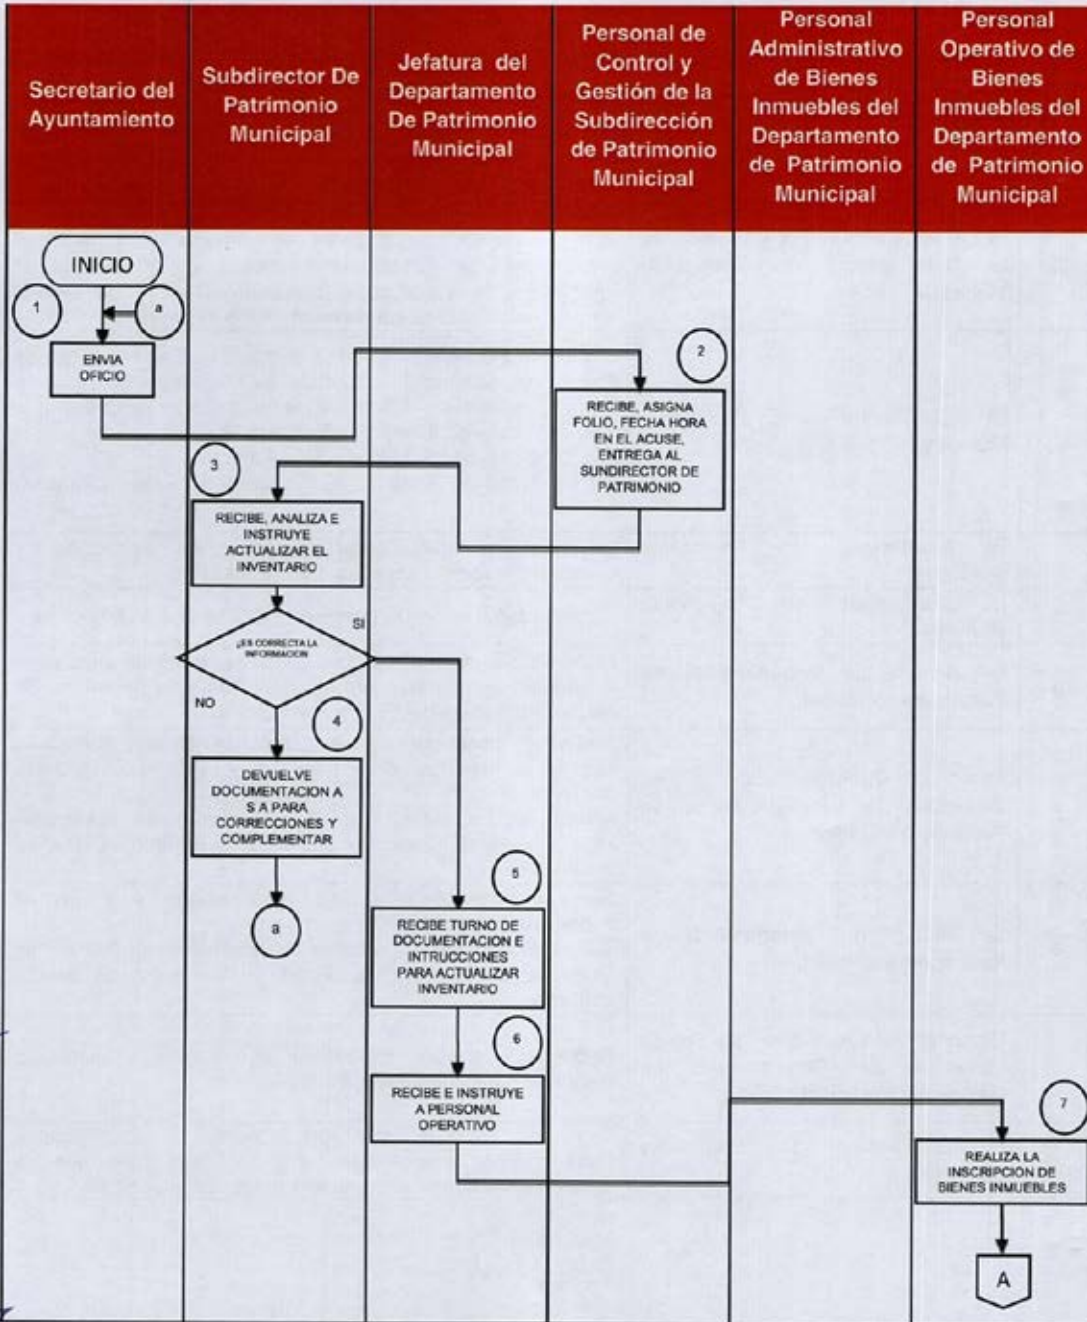 Secretario del
Ayuntamiento
Subdirector De
Patrimonio
Municipal
Jefatura del
Departamento
De Patrimonio
Municipal
Personal de
Control y
Gestión de la
Subdirección
de Patrimonio
Municipal
Personal
Administrativo
de Bienes
Inmuebles del
Departamento
de Patrimonio
Municipal
Personal
Operativo de
Bienes
Inmuebles del
Departamento
de Patrimonio
Municipal
INICIO
1
a
ENVIA
OFICIO
2
RECIBE, ASIGNA
FOLIO, FECHA HORA
EN EL ACUSE,
ENTREGA AL
SUNDIRECTOR DE
PATRIMONIO
3
RECIBE, ANALIZA E
INSTRUYE
ACTUALIZAR EL
INVENTARIO
¿ES CORRECTA LA
INFORMACION
SI
NO
4
DEVUELVE
DOCUMENTACION A
S A PARA
CORRECCIONES Y
COMPLEMENTAR
a
5
RECIBE TURNO DE
DOCUMENTACION E
INTRUCCIONES
PARA ACTUALIZAR
INVENTARIO
6
RECIBE E INSTRUYE
A PERSONAL
OPERATIVO
7
REALIZA LA
INSCRIPCION DE
BIENES INMUEBLES
A